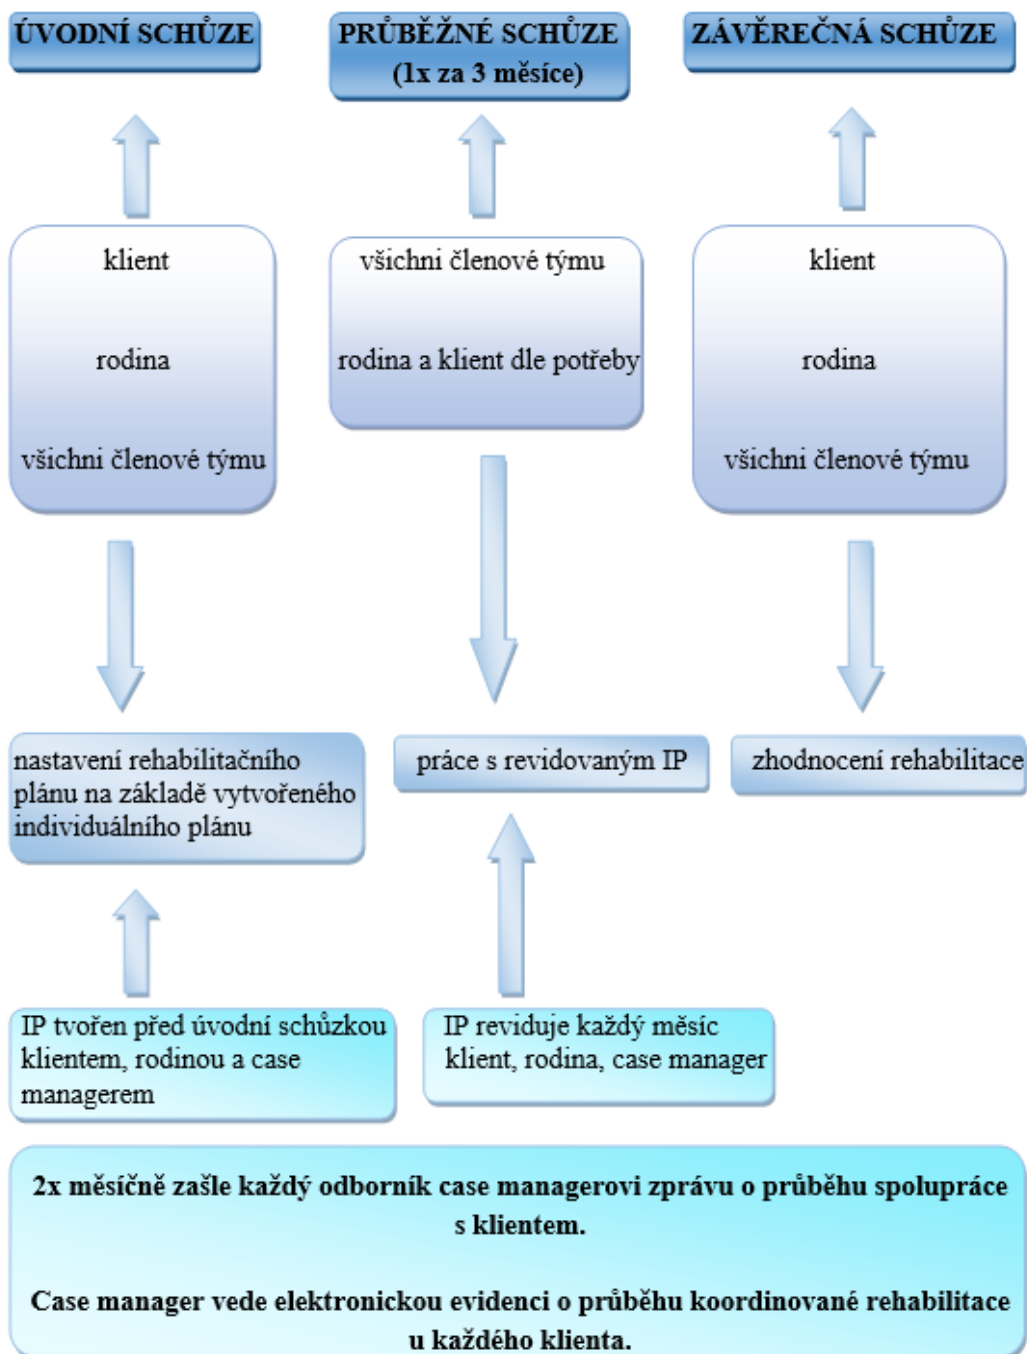 ÚVODNÍ SCHŮZE
PRŮBĚŽNÉ SCHŮZE
(1x za 3 měsíce)
ZÁVĚREČNÁ SCHŮZE
klient
rodina
všichni členové týmu
všichni členové týmu
rodina a klient dle potřeby
klient
rodina
všichni členové týmu
nastavení rehabilitačního
plánu na základě vytvořeného
individuálního plánu
práce s revidovaným IP
zhodnocení rehabilitace
IP tvořen před úvodní schůzkou
klientem, rodinou a case
managerem
IP reviduje každý měsíc
klient, rodina, case manager
2x měsíčně zašle každý odborník case managerovi zprávu o průběhu spolupráce
s klientem.
Case manager vede elektronickou evidenci o průběhu koordinované rehabilitace
u každého klienta.